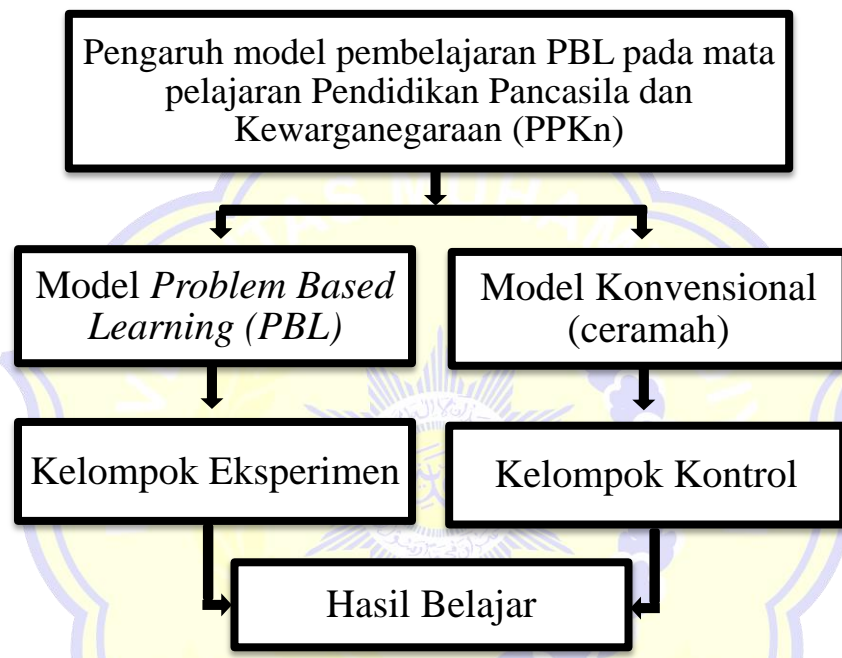 Pengaruh model pembelajaran PBL pada mata
pelajaran Pendidikan Pancasila dan
Kewarganegaraan (PPKn)
Model Problem Based
Learning (PBL)
Model Konvensional
(ceramah)
Kelompok Eksperimen
Kelompok Kontrol
Hasil Belajar